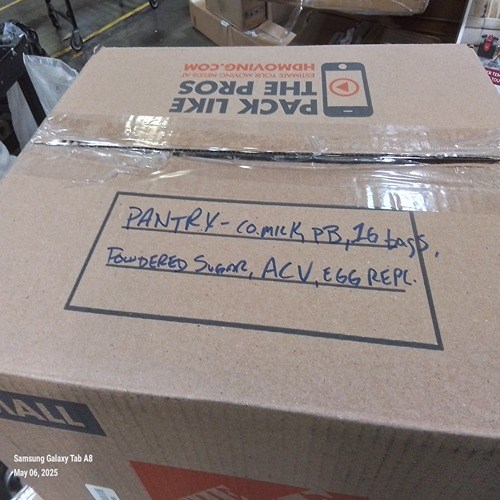 PACK LIKE
THE PROS
ESTIMATE YOUR MOVING NEEDS AT
HDMOVING.COM
PANTRY - CO. MILK, PB, 16 bags,
POWDERED SUGAR, ACV, EGG REPL.
ALL
Samsung Galaxy Tab A8
May 06, 2025